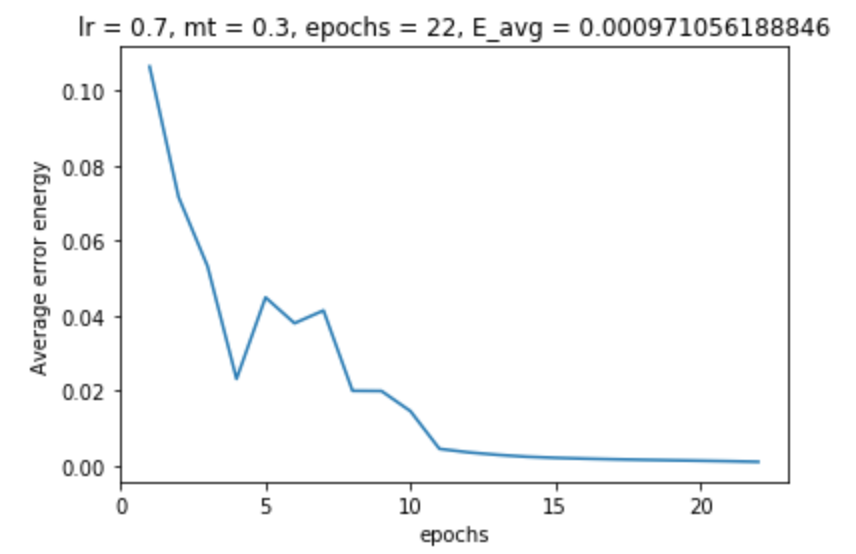 lr = 0.7, mt = 0.3, epochs = 22, E_avg = 0.000971056188846
Average error energy
0.10
0.08
0.06
0.04
0.02
0.00
0 5 10 15 20
epochs